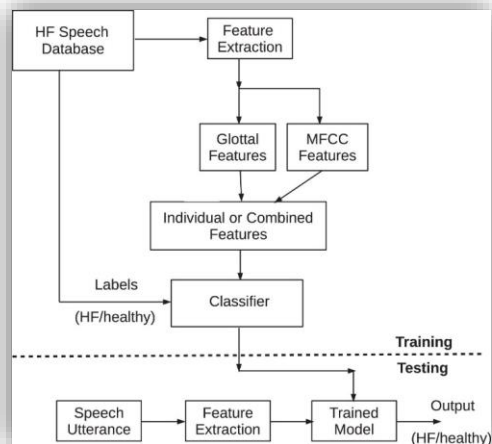 HF Speech
Database
Feature
Extraction
Glottal
Features
MFCC
Features
Individual or Combined
Features
Labels
(HF/healthy)
Classifier
Training
Testing
Speech
Utterance
Feature
Extraction
Trained
Model
Output
(HF/healthy)